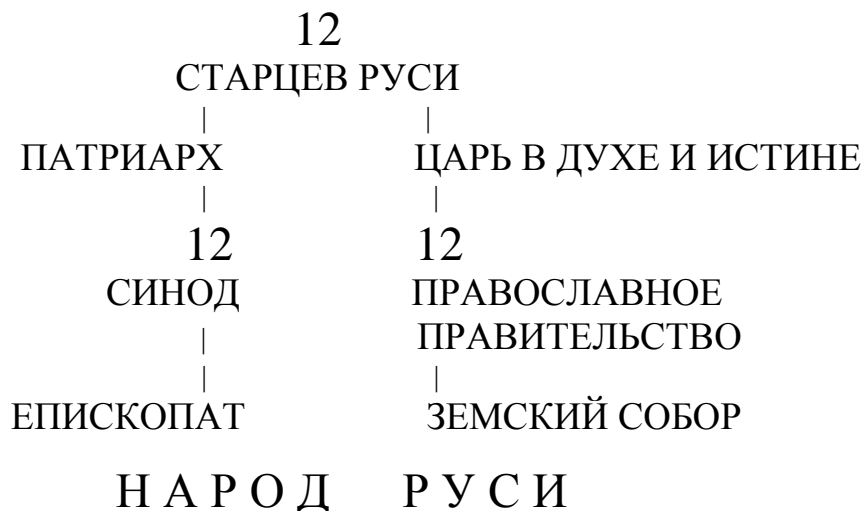 12
СТАРЦЕВ РУСИ
ПАТРИАРХ ЦАРЬ В ДУХЕ И ИСТИНЕ
12 12
СИНОД ПРАВОСЛАВНОЕ
ПРАВИТЕЛЬСТВО
ЕПИСКОПАТ ЗЕМСКИЙ СОБОР
Н А Р О Д Р У С И